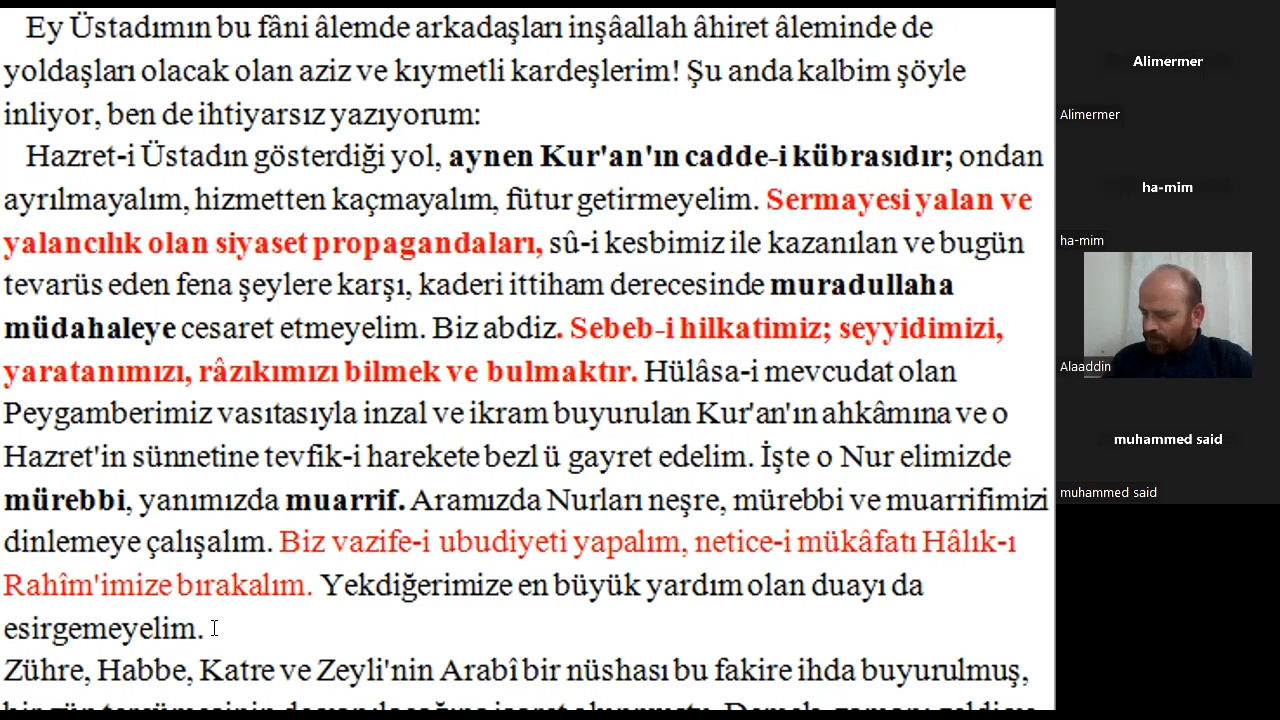 Ey Üstadımın bu fâni âlemde arkadaşları inşâallah âhiret âleminde de
yoldaşları olacak olan aziz ve kıymetli kardeşlerim! Şu anda kalbim şöyle
inliyor, ben de ihtiyarsız yazıyorum:
Hazret-i Üstadın gösterdiği yol, aynen Kur'an'ın cadde-i kübrasıdır; ondan
ayrılmayalım, hizmetten kaçmayalım, fütur getirmeyelim. Sermayesi yalan ve
yalancılık olan siyaset propagandaları, sû-i kesbimiz ile kazanılan ve bugün
tevarüs eden fena şeylere karşı, kaderi ittiham derecesinde muradullaha
müdahaleye cesaret etmeyelim. Biz abdiz. Sebeb-i hilkatimiz; seyyidimizi,
yaratanımızı, râzıkımızı bilmek ve bulmaktır. Hülâsa-i mevcudat olan
Peygamberimiz vasıtasıyla inzal ve ikram buyurulan Kur'an'ın ahkâmına ve o
Hazret'in sünnetine tevfik-i harekete bezl ü gayret edelim. İşte o Nur elimizde
mürebbi, yanımızda muarrif. Aramızda Nurları neşre, mürebbi ve muarrifimizi
dinlemeye çalışalım. Biz vazife-i ubudiyeti yapalım, netice-i mükâfatı Hâlık-ı
Rahîm'imize bırakalım. Yekdiğerimize en büyük yardım olan duayı da
esirgemeyelim.
Zühre, Habbe, Katre ve Zeyli'nin Arabî bir nüshası bu fakire ihda buyurulmuş,
Alimermer
Alimermer
ha-mim
ha-mim
Alaaddin
muhammed said
muhammed said